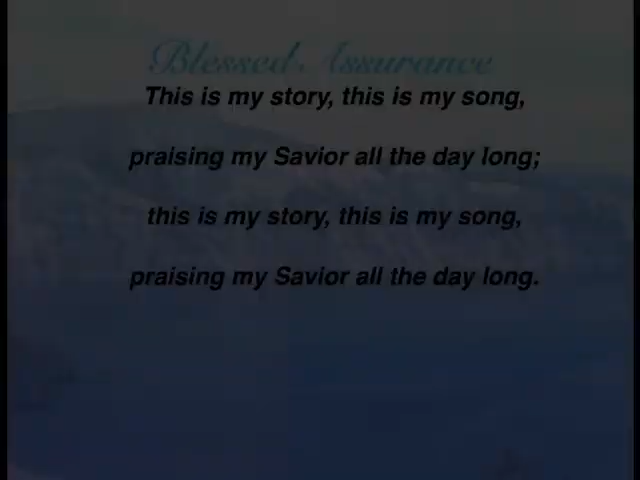 Blessed Assurance
This is my story, this is my song,
praising my Savior all the day long;
this is my story, this is my song,
praising my Savior all the day long.